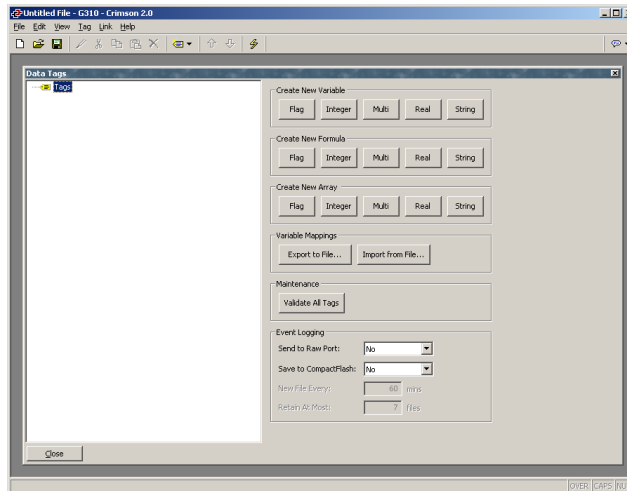 Untitled File - G310 - Crimson 2.0
File Edit View Tag Link Help
Data Tags
Tags
Create New Variable
Flag Integer Multi Real String
Create New Formula
Flag Integer Multi Real String
Create New Array
Flag Integer Multi Real String
Variable Mappings
Export to File... Import from File...
Maintenance
Validate All Tags
Event Logging
Send to Raw Port: No
Save to CompactFlash: No
New File Every: 60 mins
Retain At Most: 7 files
Close
OVER CAPS NU